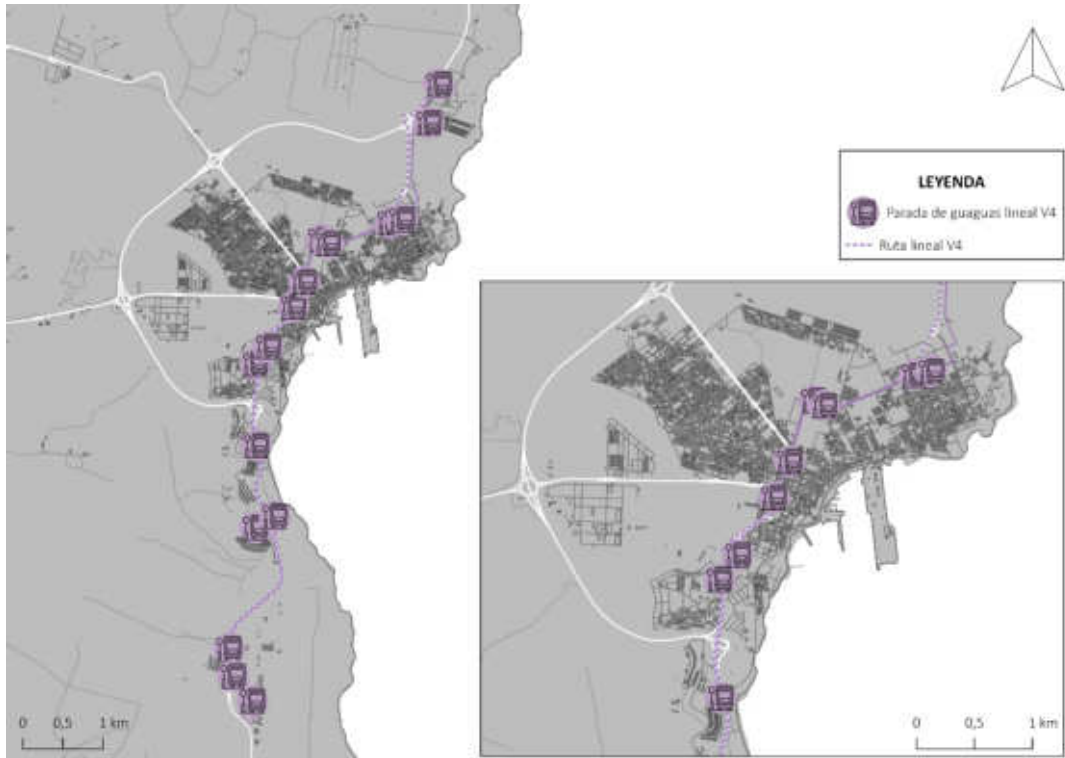 LEYENDA
Parada de guaguas lineal V4
Ruta lineal V4
0 0,5 1 km
0 0,5 1 km